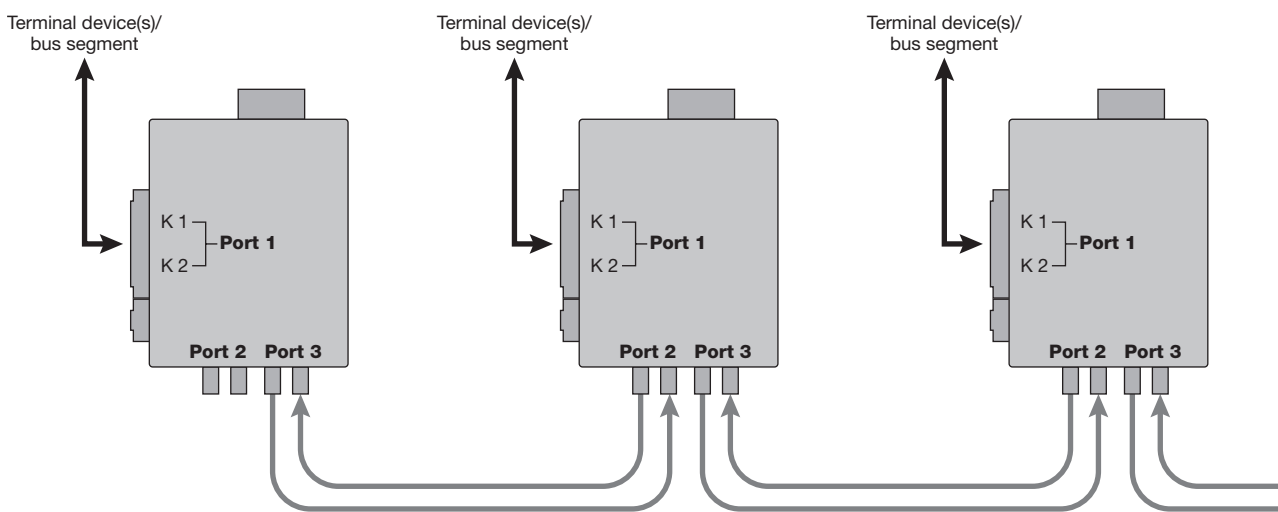 Terminal device(s)/
bus segment
Terminal device(s)/
bus segment
Terminal device(s)/
bus segment
K 1
Port 1
K 2
K 1
Port 1
K 2
K 1
Port 1
K 2
Port 2 Port 3
Port 2 Port 3
Port 2 Port 3